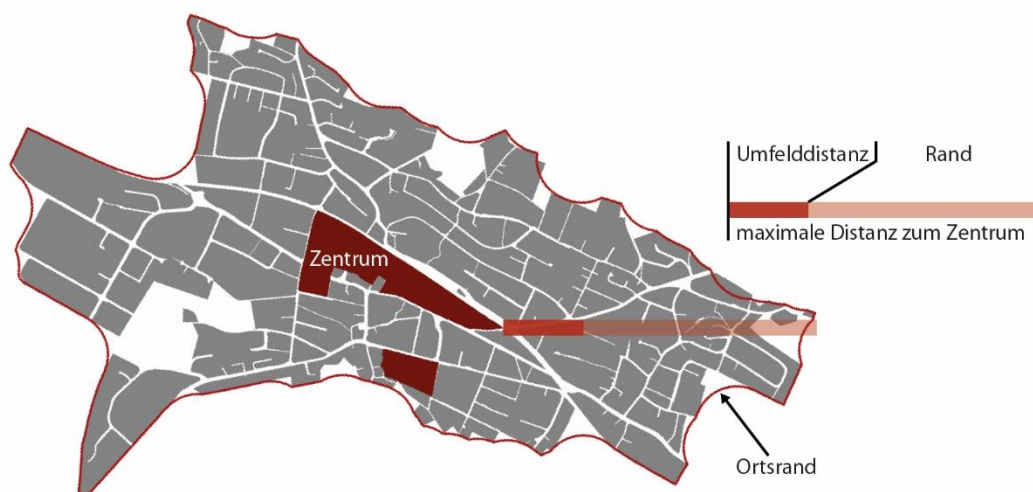 Umfelddistanz
Rand
maximale Distanz zum Zentrum
Zentrum
Ortsrand